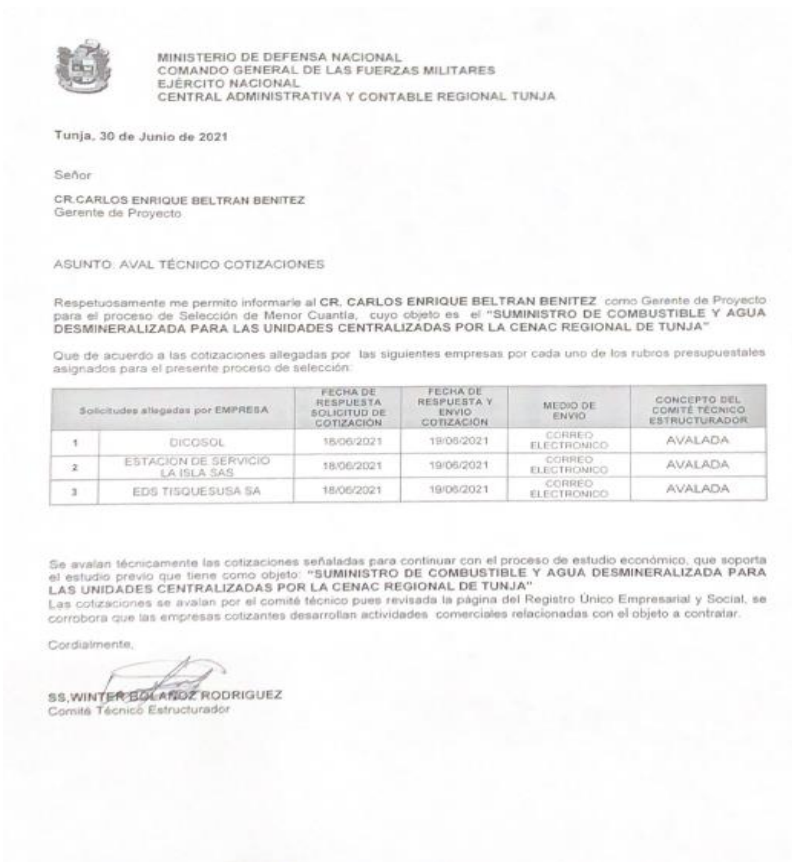 MINISTERIO DE DEFENSA NACIONAL
COMANDO GENERAL DE LAS FUERZAS MILITARES
EJÉRCITO NACIONAL
CENTRAL ADMINISTRATIVA Y CONTABLE REGIONAL TUNJA
Tunja, 30 de Junio de 2021
Señor
CR.CARLOS ENRIQUE BELTRAN BENITEZ
Gerente de Proyecto
ASUNTO: AVAL TÉCNICO COTIZACIONES
Respetuosamente me permito informarle al CR. CARLOS ENRIQUE BELTRAN BENITEZ como Gerente de Proyecto
para el proceso de Selección de Menor Cuantía, cuyo objeto es el "SUMINISTRO DE COMBUSTIBLE Y AGUA
DESMINERALIZADA PARA LAS UNIDADES CENTRALIZADAS POR LA CENAC REGIONAL DE TUNJA"
Que de acuerdo a las cotizaciones allegadas por las siguientes empresas por cada uno de los rubros presupuestales
asignados para el presente proceso de selección:
Solicitudes allegadas por EMPRESA
FECHA DE
RESPUESTA
SOLICITUD DE
COTIZACIÓN
FECHA DE
RESPUESTA Y
ENVIO
COTIZACIÓN
MEDIO DE
ENVIO
CONCEPTO DEL
COMITÉ TÉCNICO
ESTRUCTURADOR
1 DICOSOL 18/06/2021 19/06/2021 CORREO
ELECTRONICO AVALADA
2 ESTACION DE SERVICIO
LA ISLA SAS 18/06/2021 19/06/2021 CORREO
ELECTRONICO AVALADA
3 EDS TISQUESUSA SA 18/06/2021 19/06/2021 CORREO
ELECTRONICO AVALADA
Se avalan técnicamente las cotizaciones señaladas para continuar con el proceso de estudio económico, que soporta
el estudio previo que tiene como objeto: "SUMINISTRO DE COMBUSTIBLE Y AGUA DESMINERALIZADA PARA
LAS UNIDADES CENTRALIZADAS POR LA CENAC REGIONAL DE TUNJA"
Las cotizaciones se avalan por el comité técnico pues revisada la página del Registro Único Empresarial y Social, se
corrobora que las empresas cotizantes desarrollan actividades comerciales relacionadas con el objeto a contratar.
Cordialmente,
SS,WINTER BOLAÑOZ RODRIGUEZ
Comité Técnico Estructurador